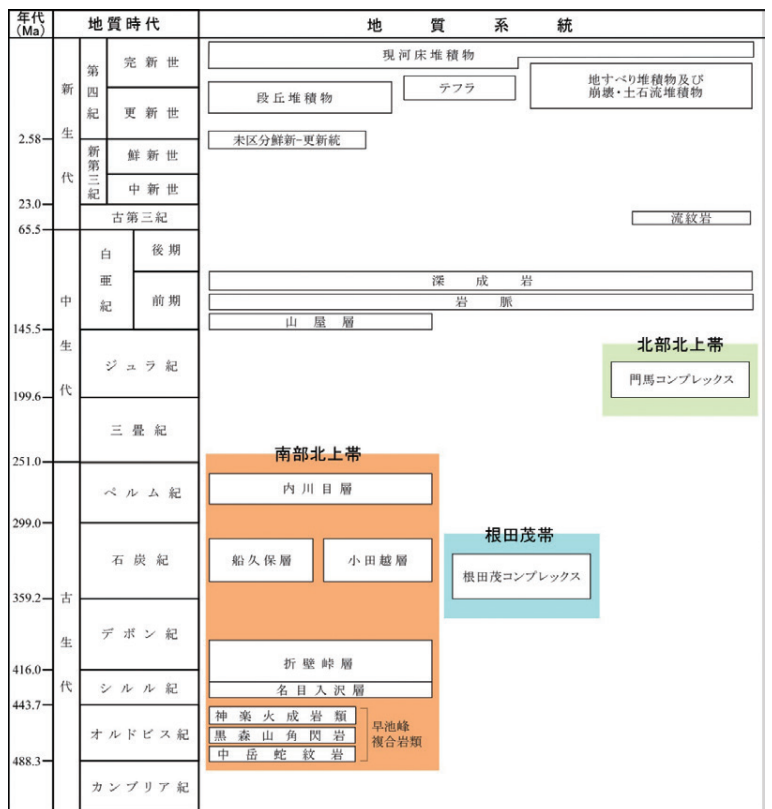 年代
(Ma)
地質時代
地質系統
新生代
第四紀
完新世
更新世
現河床堆積物
段丘堆積物
テフラ
地すべり堆積物及び
崩壊・土石流堆積物
2.58
新第三紀
鮮新世
中新世
未区分鮮新-更新統
23.0
古第三紀
流紋岩
65.5
中生代
白亜紀
後期
前期
深成岩
岩脈
山屋層
145.5
ジュラ紀
北部北上帯
門馬コンプレックス
199.6
三畳紀
251.0
古生代
南部北上帯
ペルム紀
内川目層
299.0
石炭紀
船久保層
小田越層
根田茂帯
根田茂コンプレックス
359.2
デボン紀
折壁峠層
416.0
シルル紀
名目入沢層
443.7
オルドビス紀
神楽火成岩類
黒森山角閃岩
中岳蛇紋岩
早池峰
複合岩類
488.3
カンブリア紀